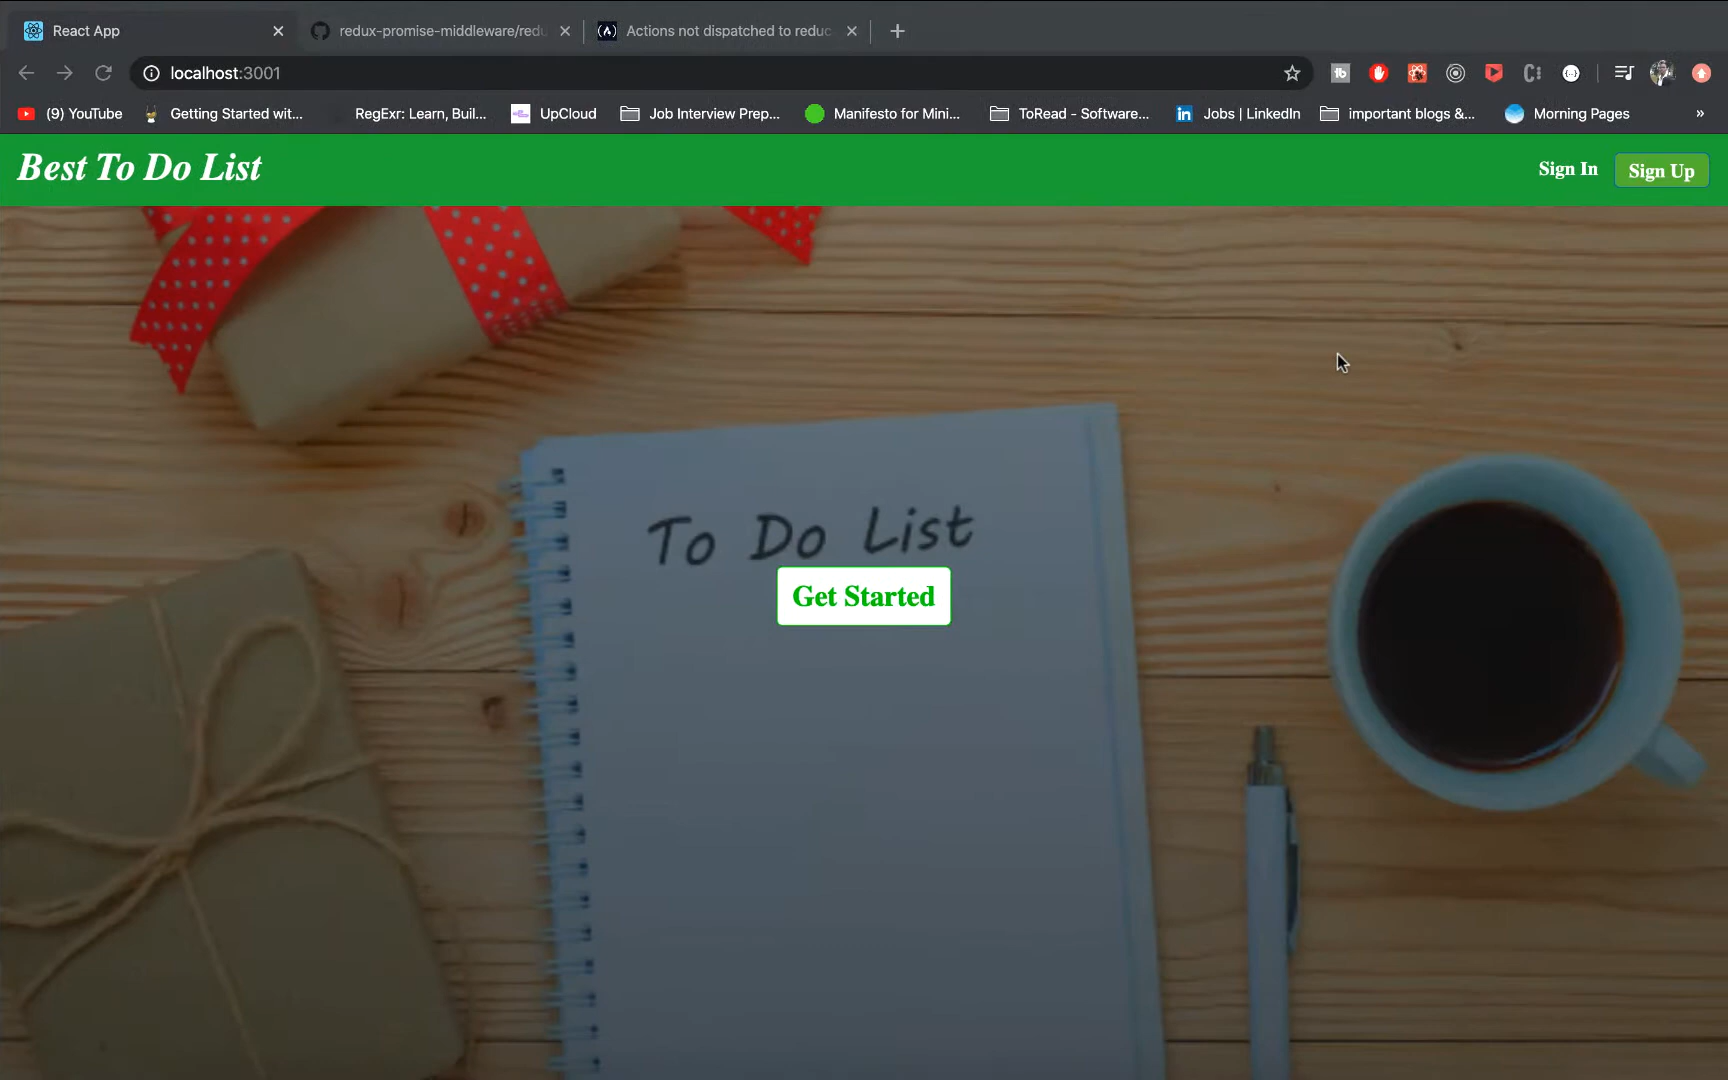 React App
redux-promise-middleware/redu
Actions not dispatched to reduc
localhost:3001
(9) YouTube
Getting Started wit...
RegExr: Learn, Buil...
UpCloud
Job Interview Prep...
Manifesto for Mini...
ToRead - Software...
Jobs | LinkedIn
important blogs &...
Morning Pages
»
Best To Do List
Sign In
Sign Up
To Do List
Get Started